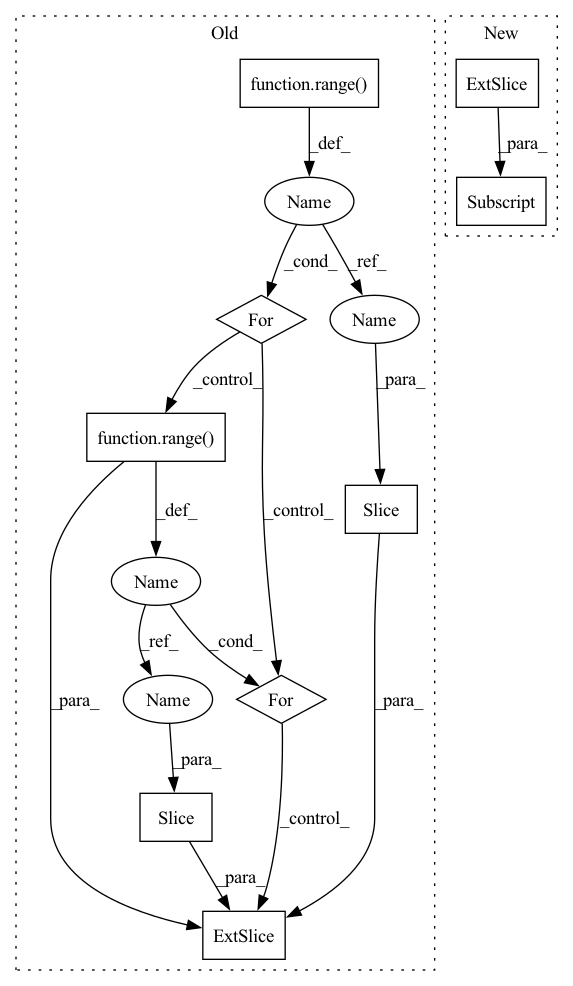 Old
New
function.range()
ExtSlice
_def_
_para_
Name
Subscript
_cond_
_ref_
For
Name
_control_
_para_
function.range()
Slice
_def_
_control_
Name
_ref_
_cond_
_para_
_para_
Name
For
_para_
Slice
_control_
_para_
ExtSlice